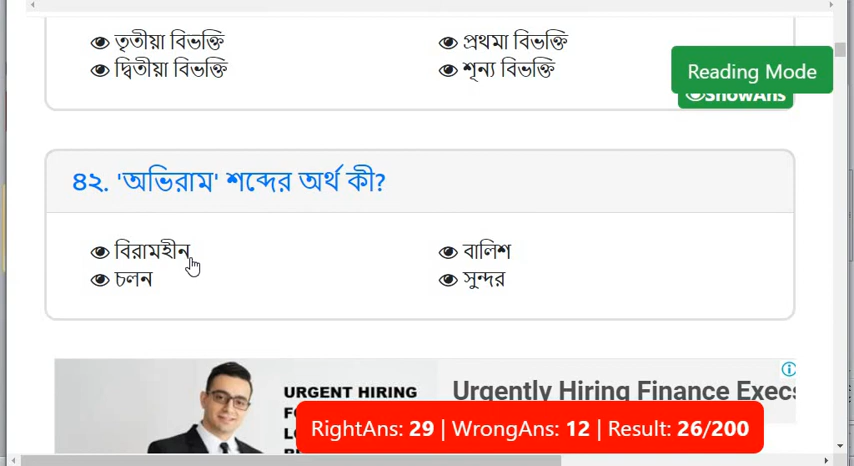 তৃতীয়া বিভক্তি
প্রথমা বিভক্তি
দ্বিতীয়া বিভক্তি
শূন্য বিভক্তি
Reading Mode
ShowAns
৪২. 'অভিরাম' শব্দের অর্থ কী?
বিরামহীন
বালিশ
চলন
সুন্দর
URGENT HIRING
Urgently Hiring Finance Execs
RightAns: 29 | WrongAns: 12 | Result: 26/200